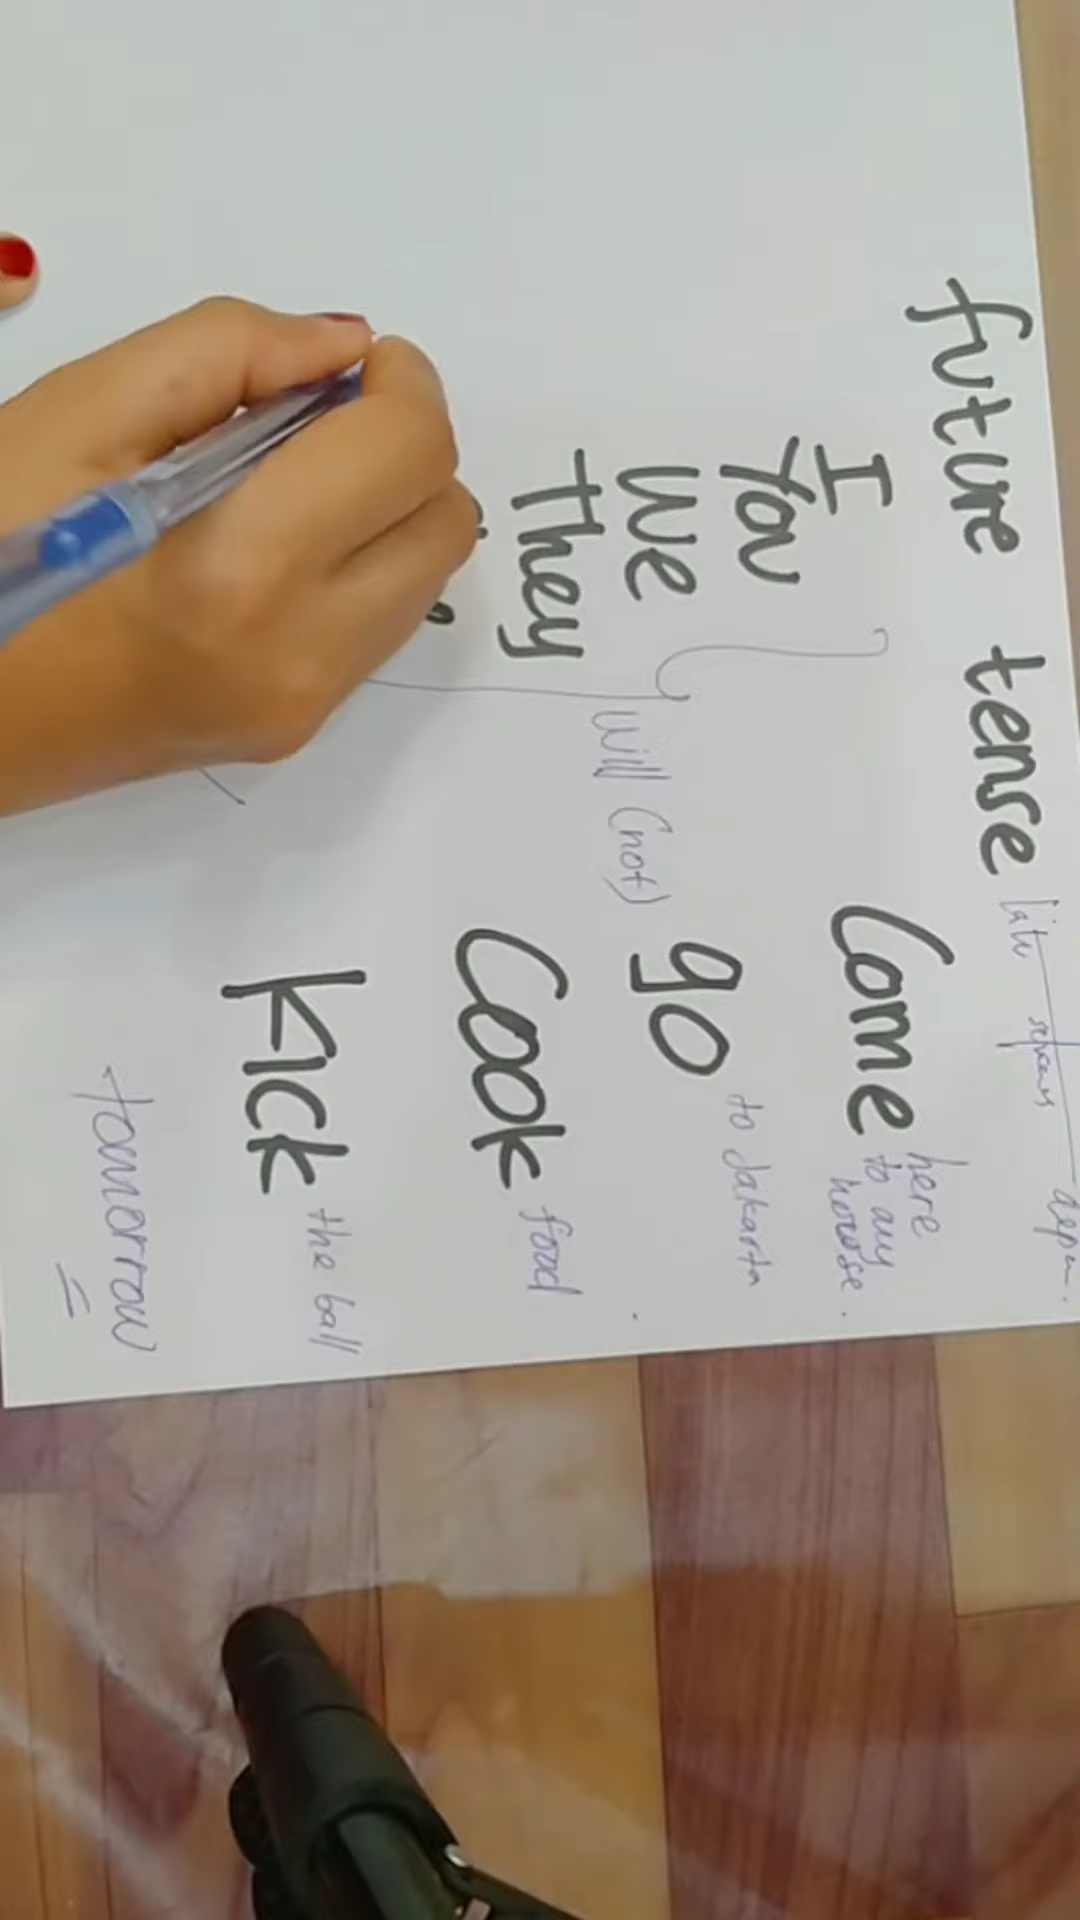 future tense
here
I Come to any
house.
You
We will (not) go to Jakarta
They
Cook food
Kick the ball
tomorrow